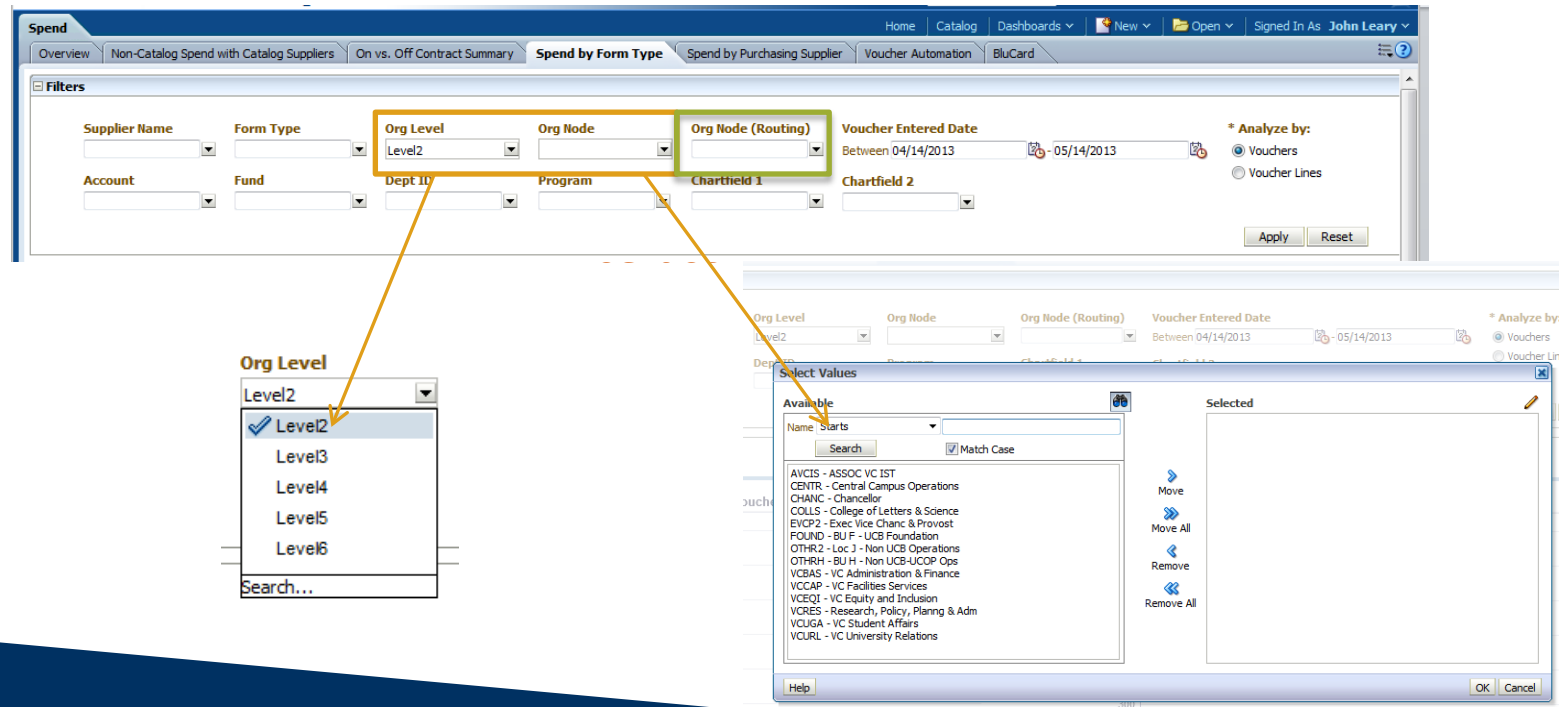 Spend
Home Catalog Dashboards New Open Signed In As John Leary
Overview Non-Catalog Spend with Catalog Suppliers On vs. Off Contract Summary Spend by Form Type Spend by Purchasing Supplier Voucher Automation BluCard
Filters
Supplier Name Form Type Org Level Org Node Org Node (Routing) Voucher Entered Date * Analyze by:
Level2 Between 04/14/2013 - 05/14/2013 Vouchers
Voucher Lines
Account Fund Dept ID Program Chartfield 1 Chartfield 2
Apply Reset
Org Level
Level2
Level2
Level3
Level4
Level5
Level6
Search...
Org Level Org Node Org Node (Routing) Voucher Entered Date * Analyze by:
Level2 Between 04/14/2013 - 05/14/2013 Vouchers
Select Values
Available Selected
Name Starts
Search Match Case
AVCIS - ASSOC VC IST
CENTR - Central Campus Operations
CHANC - Chancellor
COLLS - College of Letters & Science
EVCP2 - Exec Vice Chanc & Provost
FOUND - BU F - UCB Foundation
OTHR2 - Loc J - Non UCB Operations
OTHRH - BU H - Non UCB-UCOP Ops
VCBAS - VC Administration & Finance
VCCAP - VC Facilities Services
VCEQI - VC Equity and Inclusion
VCRES - Research, Policy, Planng & Adm
VCUGA - VC Student Affairs
VCURL - VC University Relations
Move
Move All
Remove
Remove All
Help OK Cancel